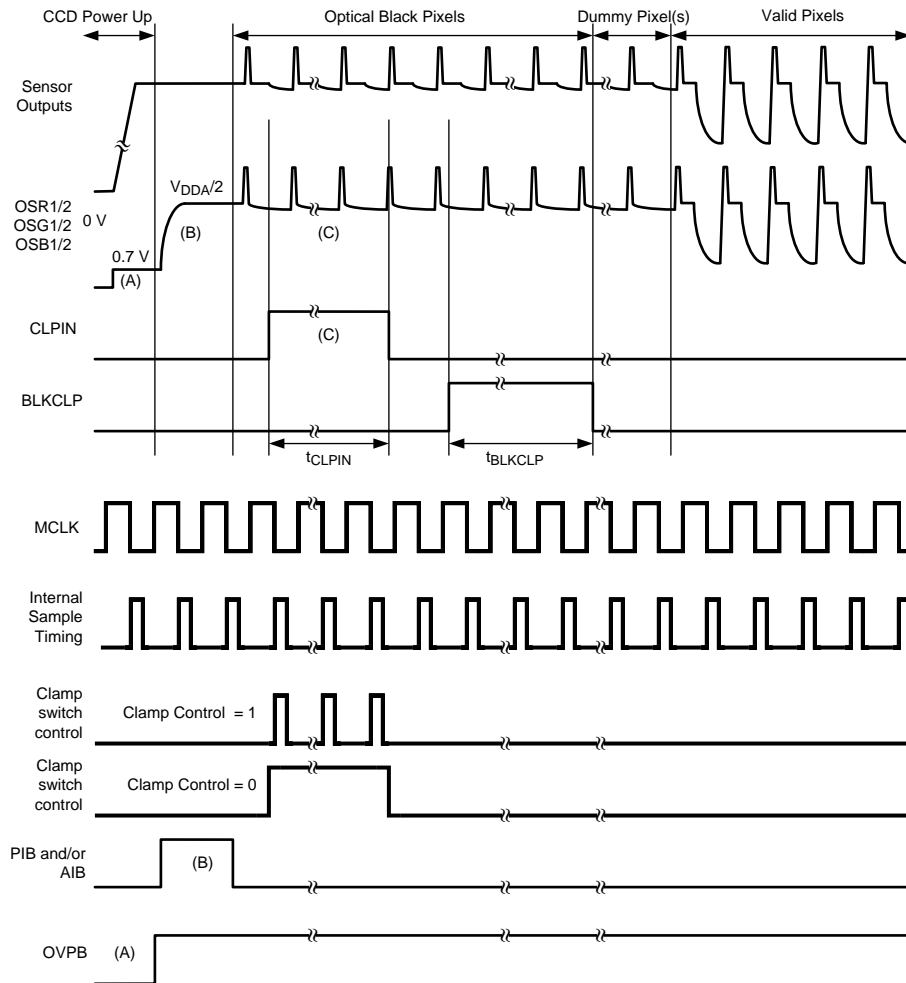 CCD Power Up
Optical Black Pixels
Dummy Pixel(s)
Valid Pixels
Sensor
Outputs
VDDA/2
OSR1/2
OSG1/2
OSB1/2
0 V
(B)
(C)
0.7 V
(A)
CLPIN
(C)
BLKCLP
tCLPIN
tBLKCLP
MCLK
Internal
Sample
Timing
Clamp
switch
control
Clamp Control = 1
Clamp
switch
control
Clamp Control = 0
PIB and/or
AIB
(B)
OVPB
(A)